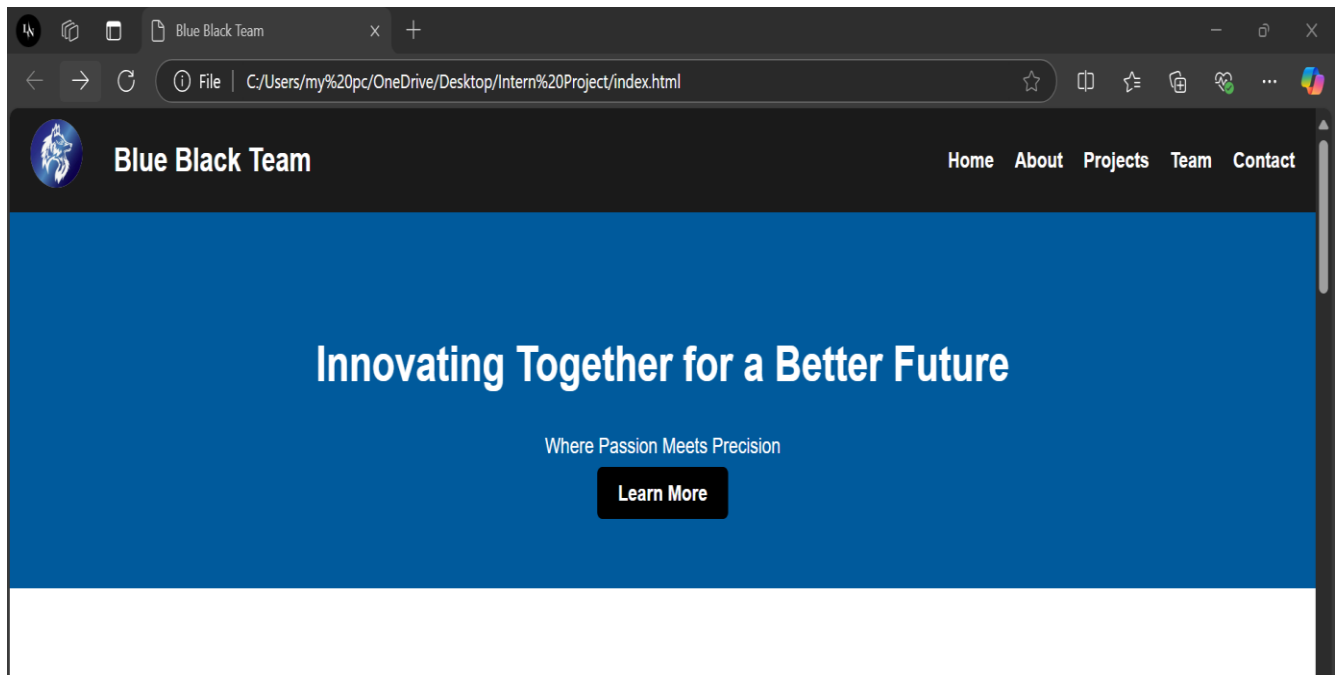 Blue Black Team
File | C:/Users/my%20pc/OneDrive/Desktop/Intern%20Project/index.html
Blue Black Team
Home About Projects Team Contact
Innovating Together for a Better Future
Where Passion Meets Precision
Learn More